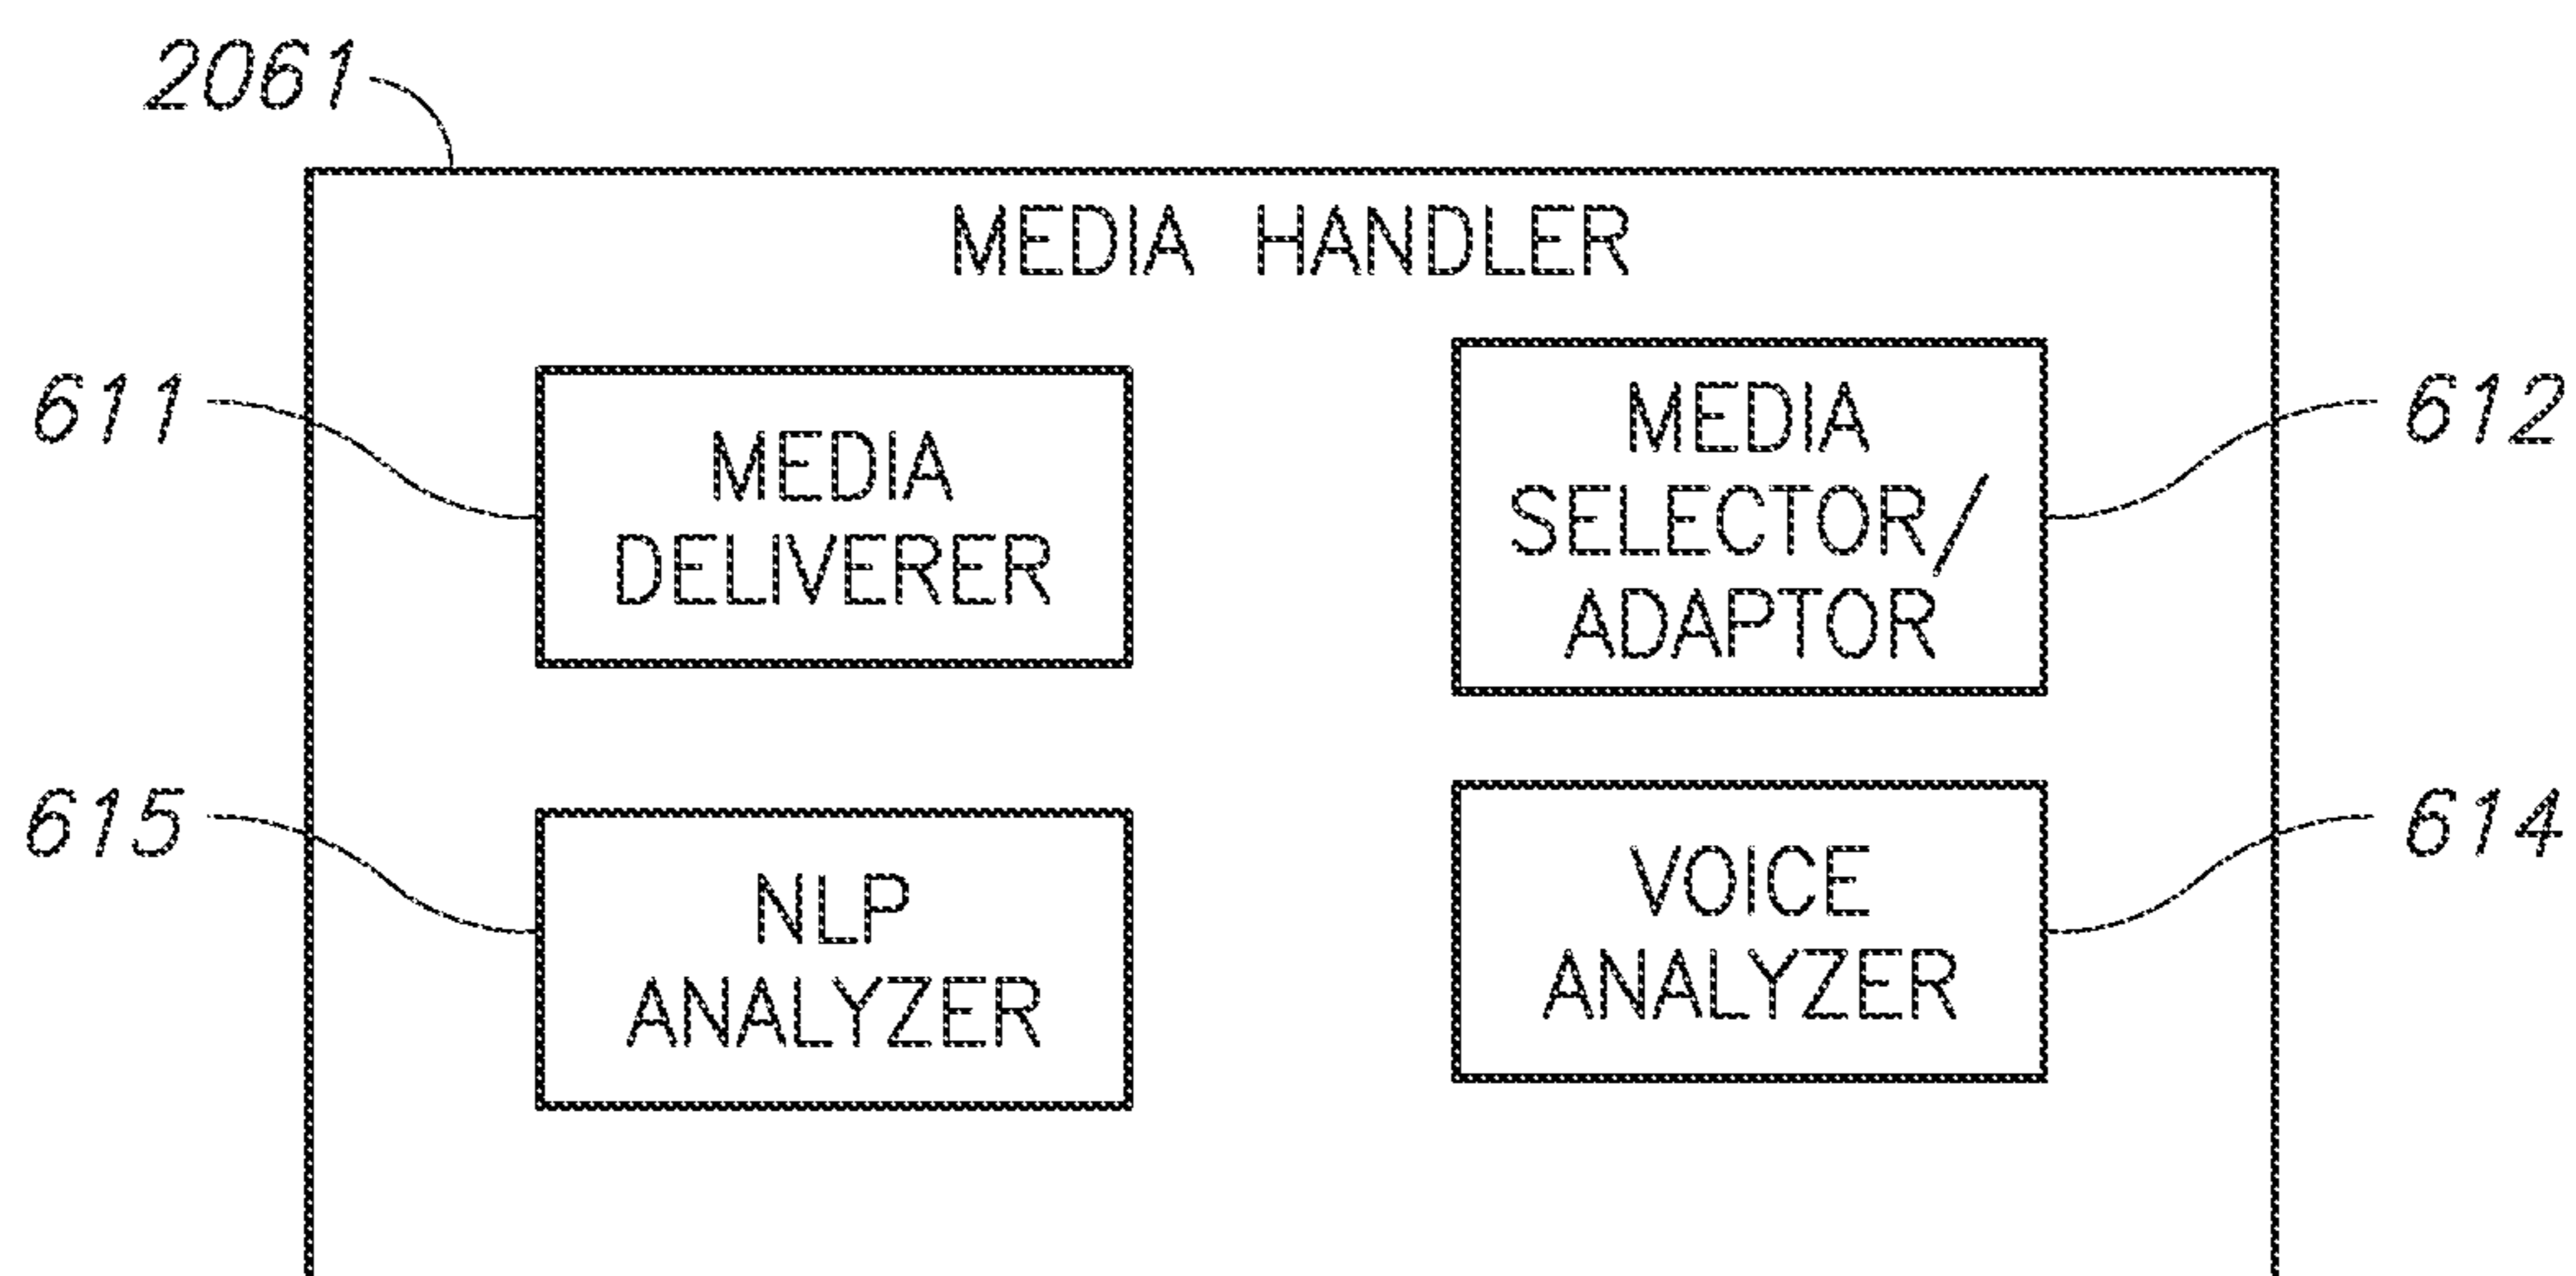 2061
MEDIA HANDLER
611
MEDIA
DELIVERER
MEDIA
SELECTOR/
ADAPTOR
612
615
NLP
ANALYZER
VOICE
ANALYZER
614